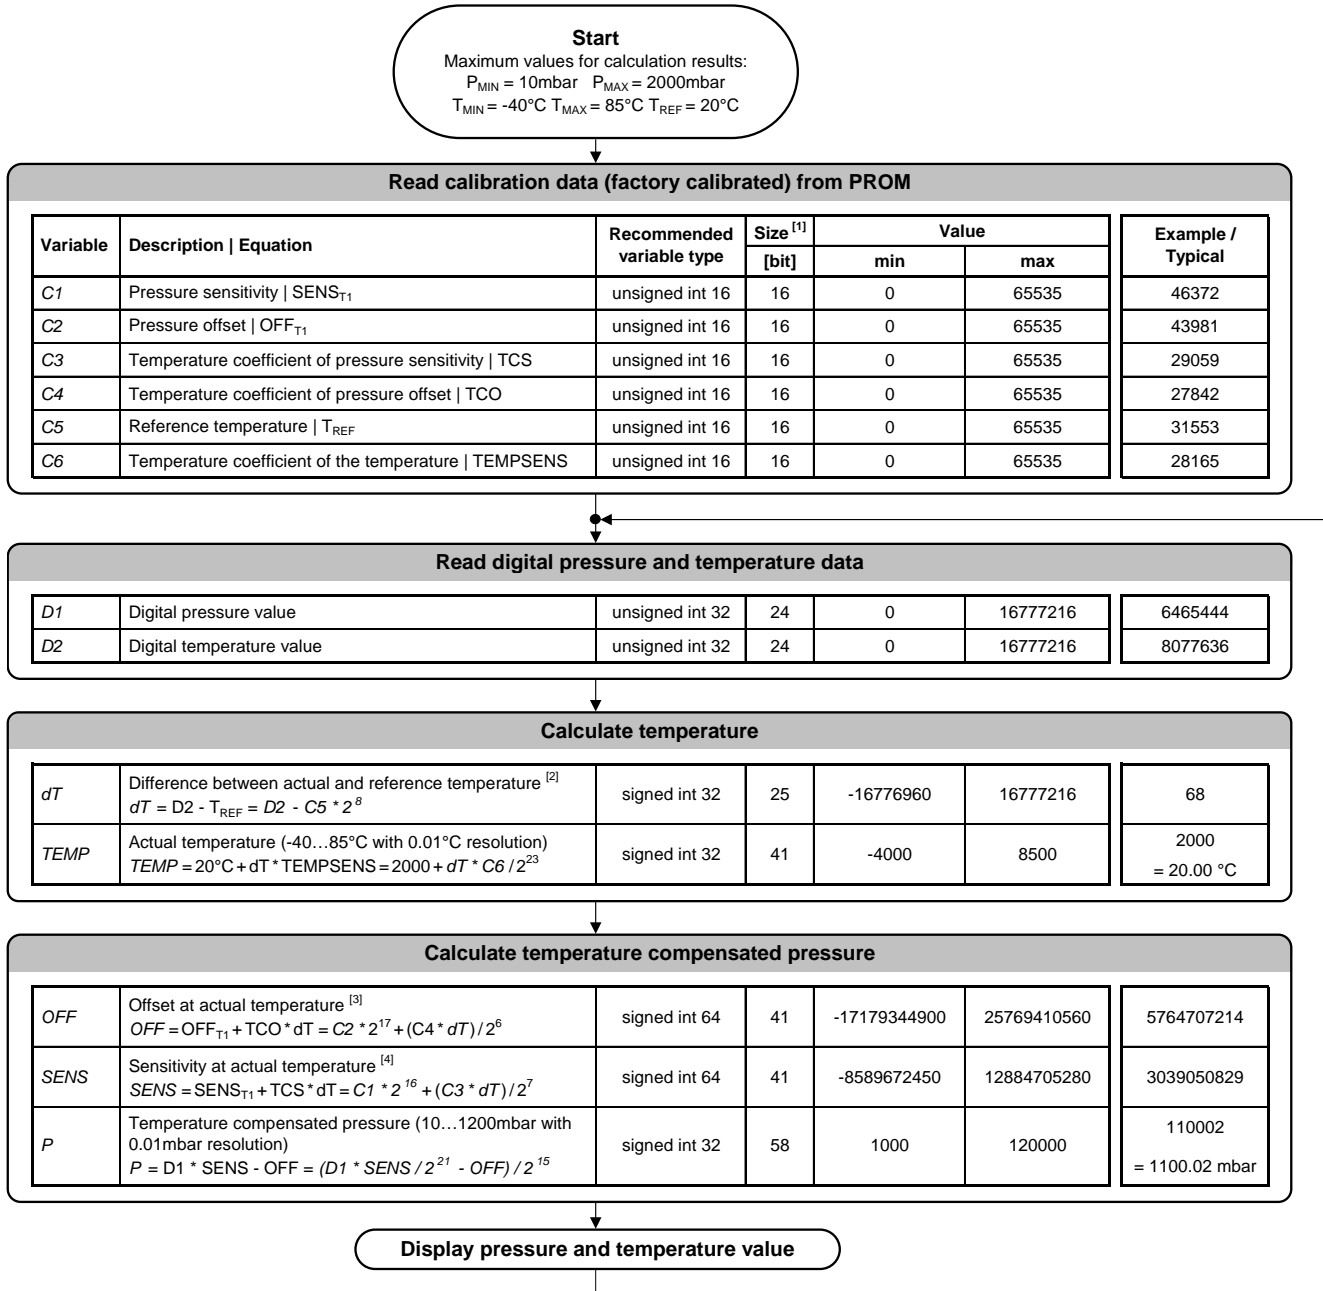 Start
Maximum values for calculation results:
PMIN = 10mbar PMAX = 2000mbar
TMIN = -40°C TMAX = 85°C TREF = 20°C
Read calibration data (factory calibrated) from PROM
Variable | Description | Equation | Recommended variable type | Size [1] [bit] | Value min max | Example / Typical
C1 Pressure sensitivity | SENST1 unsigned int 16 16 0 65535 46372
C2 Pressure offset | OFFT1 unsigned int 16 16 0 65535 43981
C3 Temperature coefficient of pressure sensitivity | TCS unsigned int 16 16 0 65535 29059
C4 Temperature coefficient of pressure offset | TCO unsigned int 16 16 0 65535 27842
C5 Reference temperature | TREF unsigned int 16 16 0 65535 31553
C6 Temperature coefficient of the temperature | TEMPSENS unsigned int 16 16 0 65535 28165
Read digital pressure and temperature data
D1 Digital pressure value unsigned int 32 24 0 16777216 6465444
D2 Digital temperature value unsigned int 32 24 0 16777216 8077636
Calculate temperature
dT Difference between actual and reference temperature [2]
dT = D2 - TREF = D2 - C5 * 2^8 signed int 32 25 -16776960 16777216 68
TEMP Actual temperature (-40…85°C with 0.01°C resolution)
TEMP = 20°C + dT * TEMPSENS = 2000 + dT * C6 / 2^23 signed int 32 41 -4000 8500 2000
= 20.00 °C
Calculate temperature compensated pressure
OFF Offset at actual temperature [3]
OFF = OFFT1 + TCO * dT = C2 * 2^17 + (C4 * dT) / 2^6 signed int 64 41 -17179344900 25769410560 5764707214
SENS Sensitivity at actual temperature [4]
SENS = SENST1 + TCS * dT = C1 * 2^16 + (C3 * dT) / 2^7 signed int 64 41 -8589672450 12884705280 3039050829
P Temperature compensated pressure (10…1200mbar with
0.01mbar resolution)
P = D1 * SENS - OFF = (D1 * SENS / 2^21 - OFF) / 2^15 signed int 32 58 1000 120000 110002
= 1100.02 mbar
Display pressure and temperature value